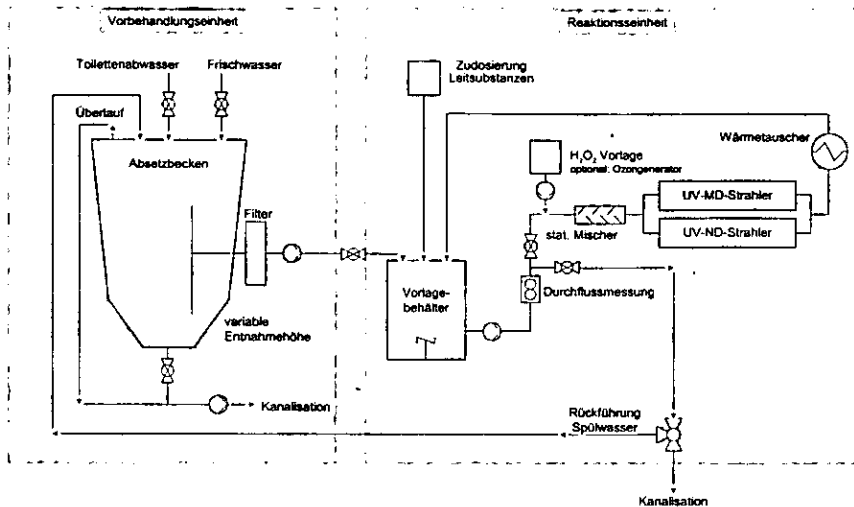 Vorbehandlungseinheit
Reaktionsseinheit
Toilettenabwasser
Frischwasser
Überlauf
Absetzbecken
Filter
variable
Entnahmehöhe
Kanalisation
Zudosierung
Leitsubstanzen
Wärmetauscher
H₂O₂ Vorlage
optional: Ozongenerator
UV-MD-Strahler
UV-ND-Strahler
stat. Mischer
Durchflussmessung
Vorlage-
behälter
Rückführung
Spülwasser
Kanalisation